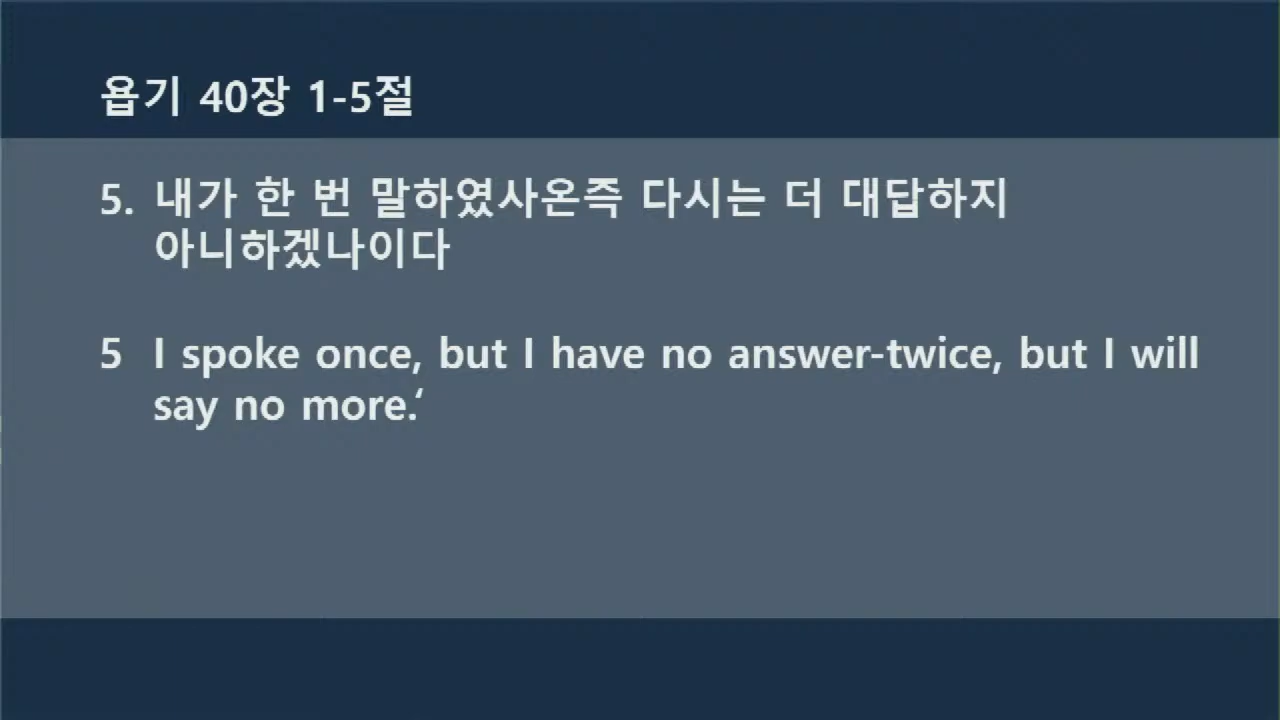 욥기 40장 1-5절
5. 내가 한 번 말하였사온즉 다시는 더 대답하지
아니하겠나이다
5 I spoke once, but I have no answer-twice, but I will
say no more.‘